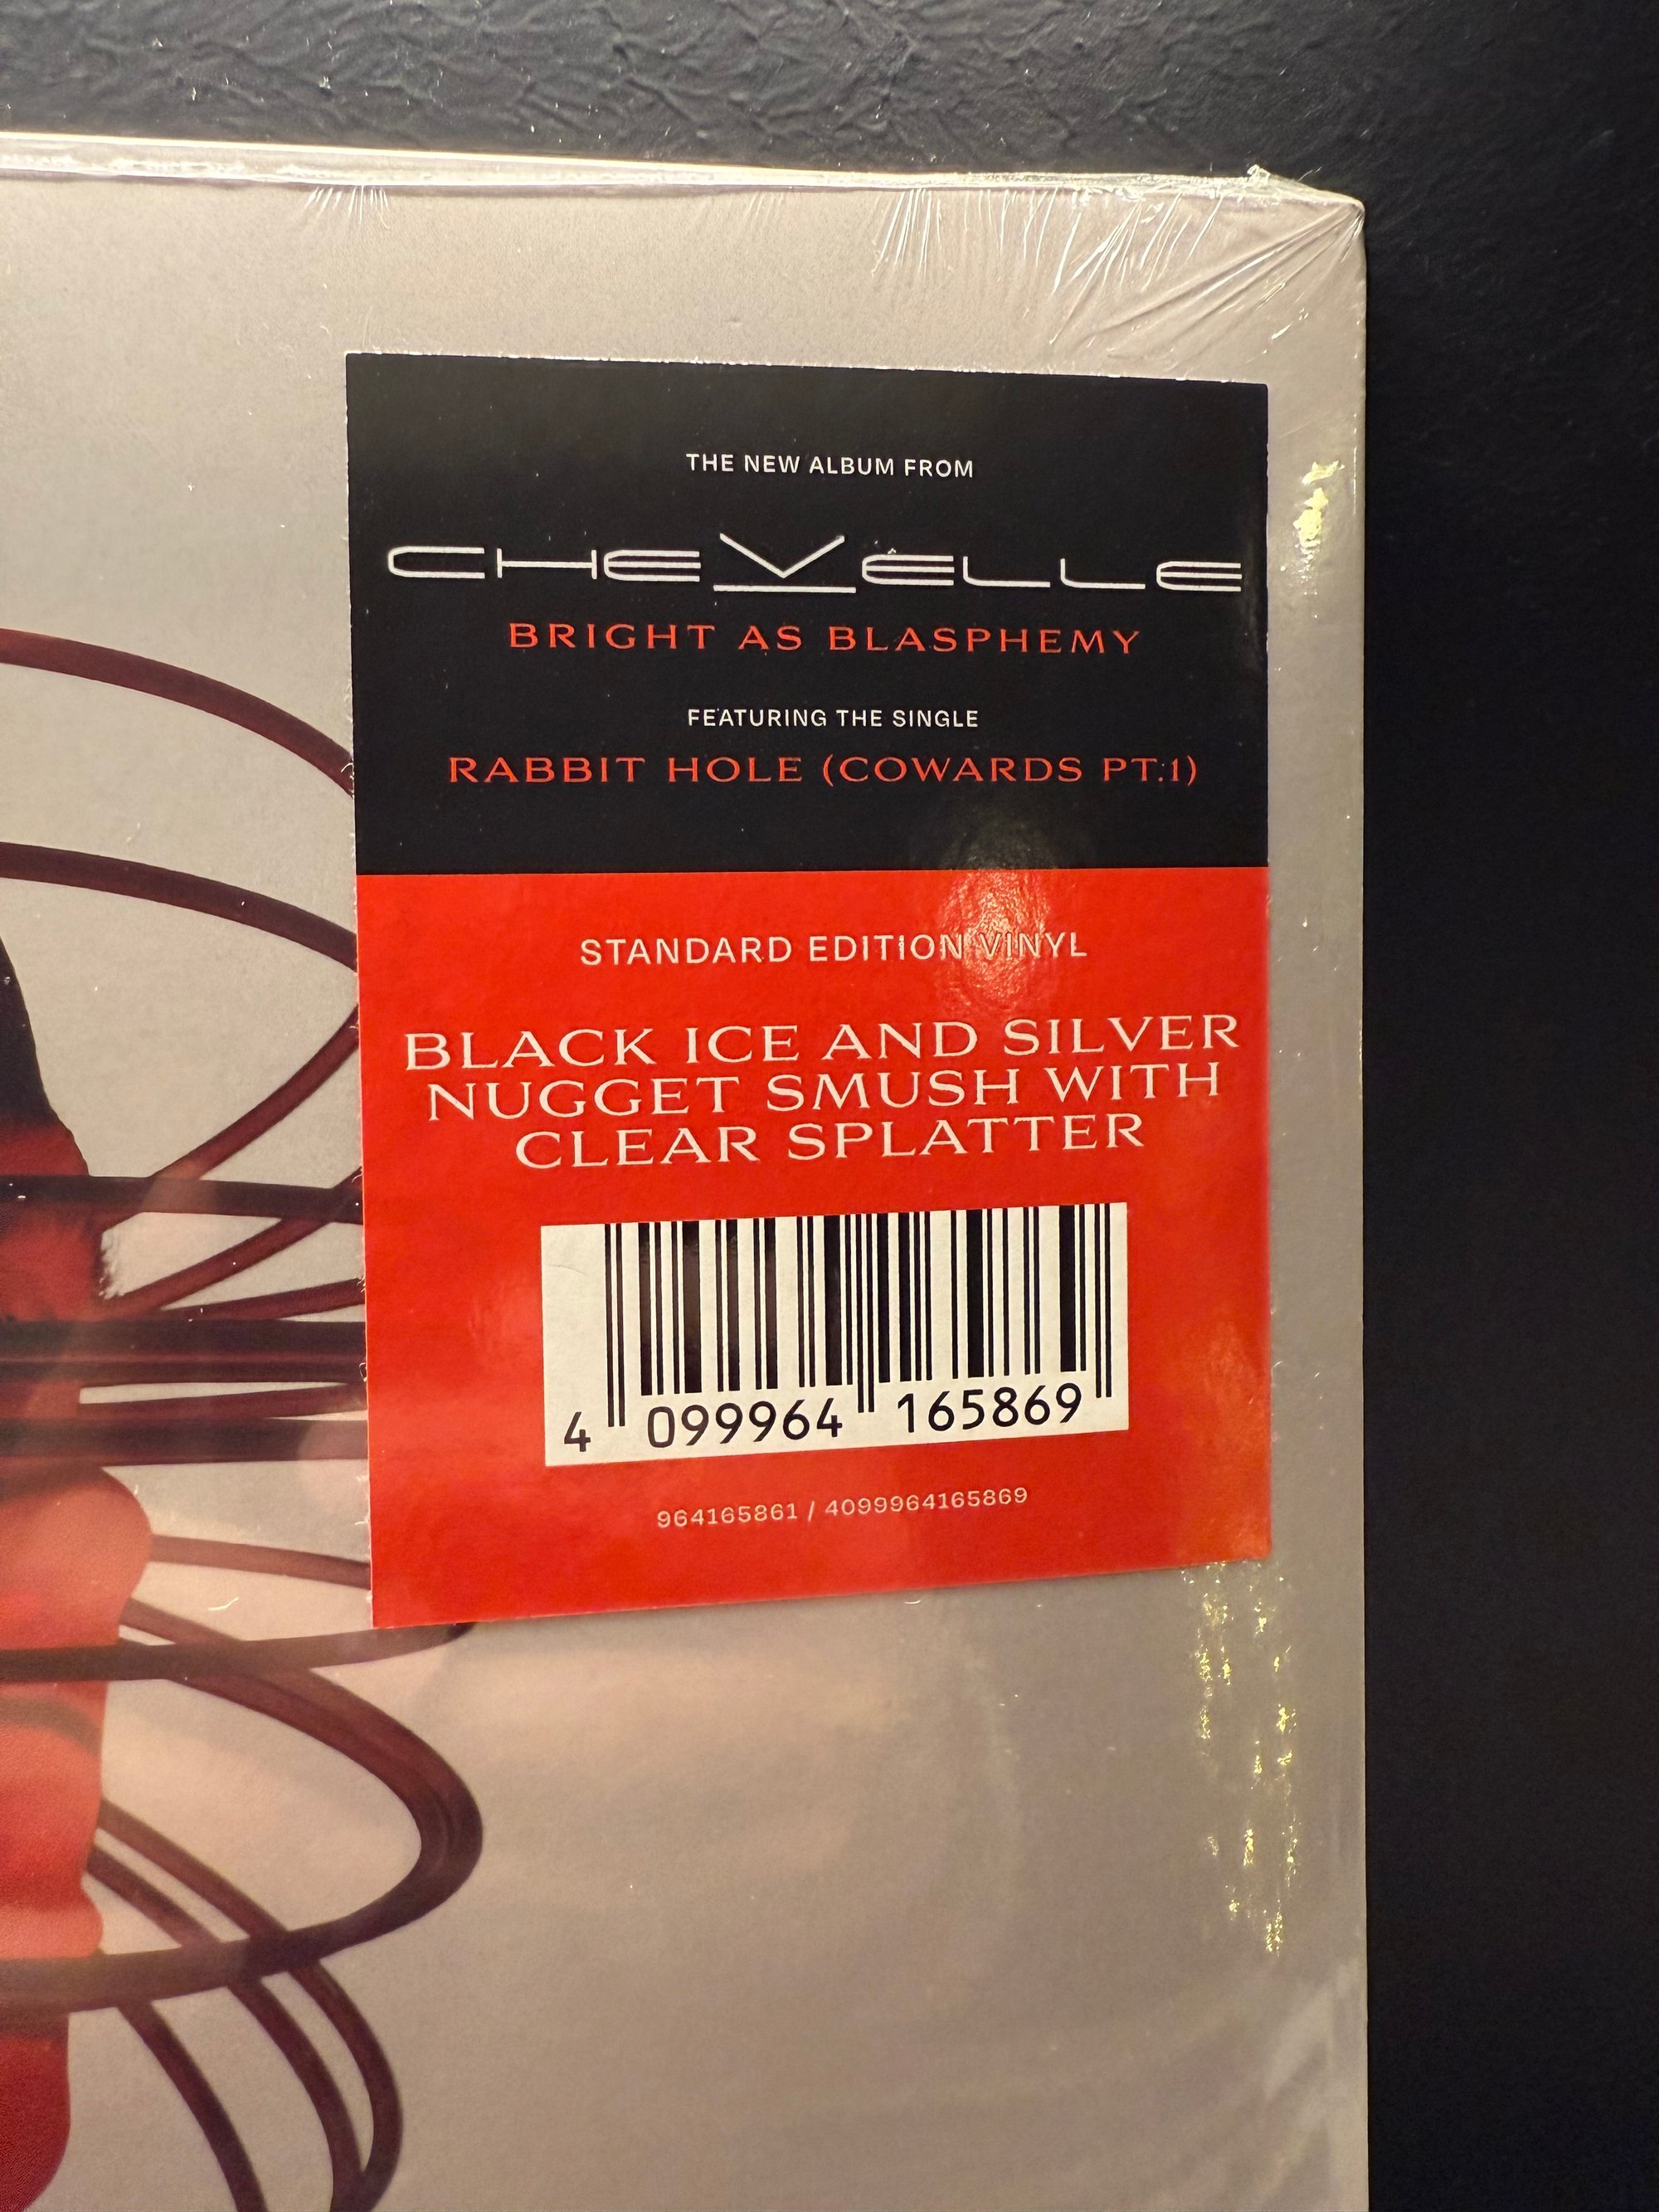 THE NEW ALBUM FROM
CHEVELLE
BRIGHT AS BLASPHEMY
FEATURING THE SINGLE
RABBIT HOLE (COWARDS PT.1)
STANDARD EDITION VINYL
BLACK ICE AND SILVER
NUGGET SMUSH WITH
CLEAR SPLATTER
4 099964 165869
964165861 / 4099964165869